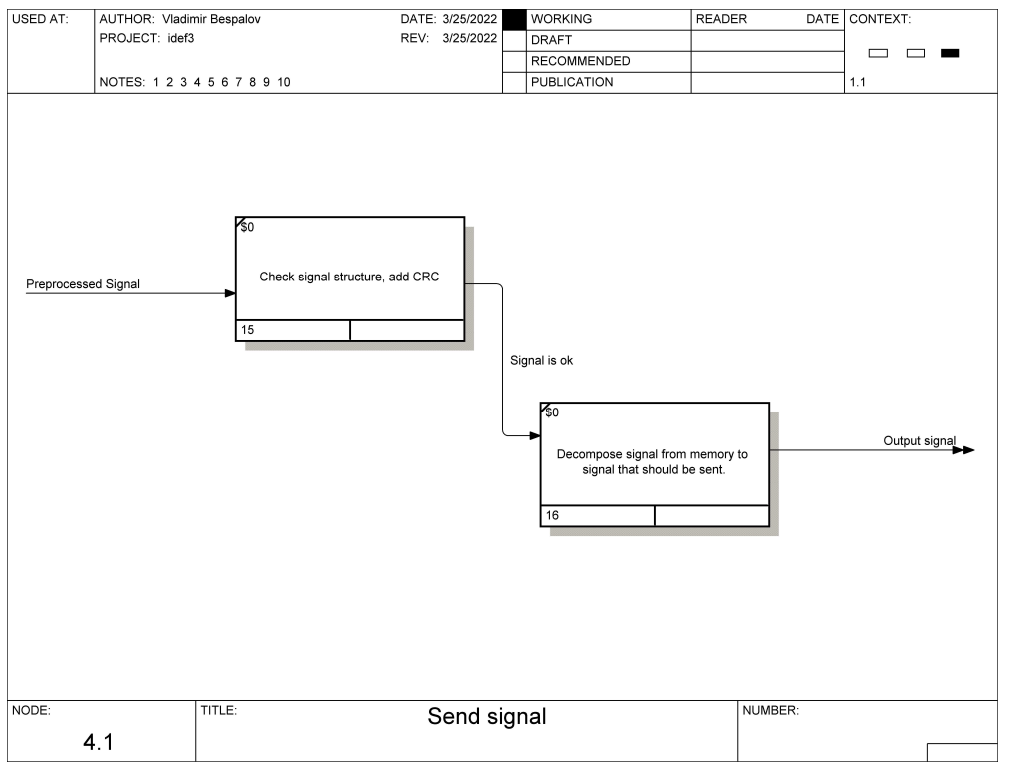 USED AT:
AUTHOR: Vladimir Bespalov
DATE: 3/25/2022
WORKING
READER
DATE
CONTEXT:
PROJECT: idef3
REV: 3/25/2022
DRAFT
RECOMMENDED
NOTES: 1 2 3 4 5 6 7 8 9 10
PUBLICATION
1.1
$0
Check signal structure, add CRC
Preprocessed Signal
15
Signal is ok
$0
Output signal
Decompose signal from memory to
signal that should be sent.
16
NODE:
TITLE:
Send signal
NUMBER:
4.1